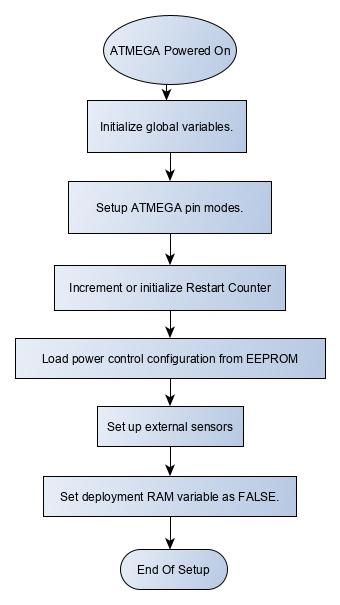 ATMEGA Powered On
Initialize global variables.
Setup ATMEGA pin modes.
Increment or initialize Restart Counter
Load power control configuration from EEPROM
Set up external sensors
Set deployment RAM variable as FALSE.
End Of Setup